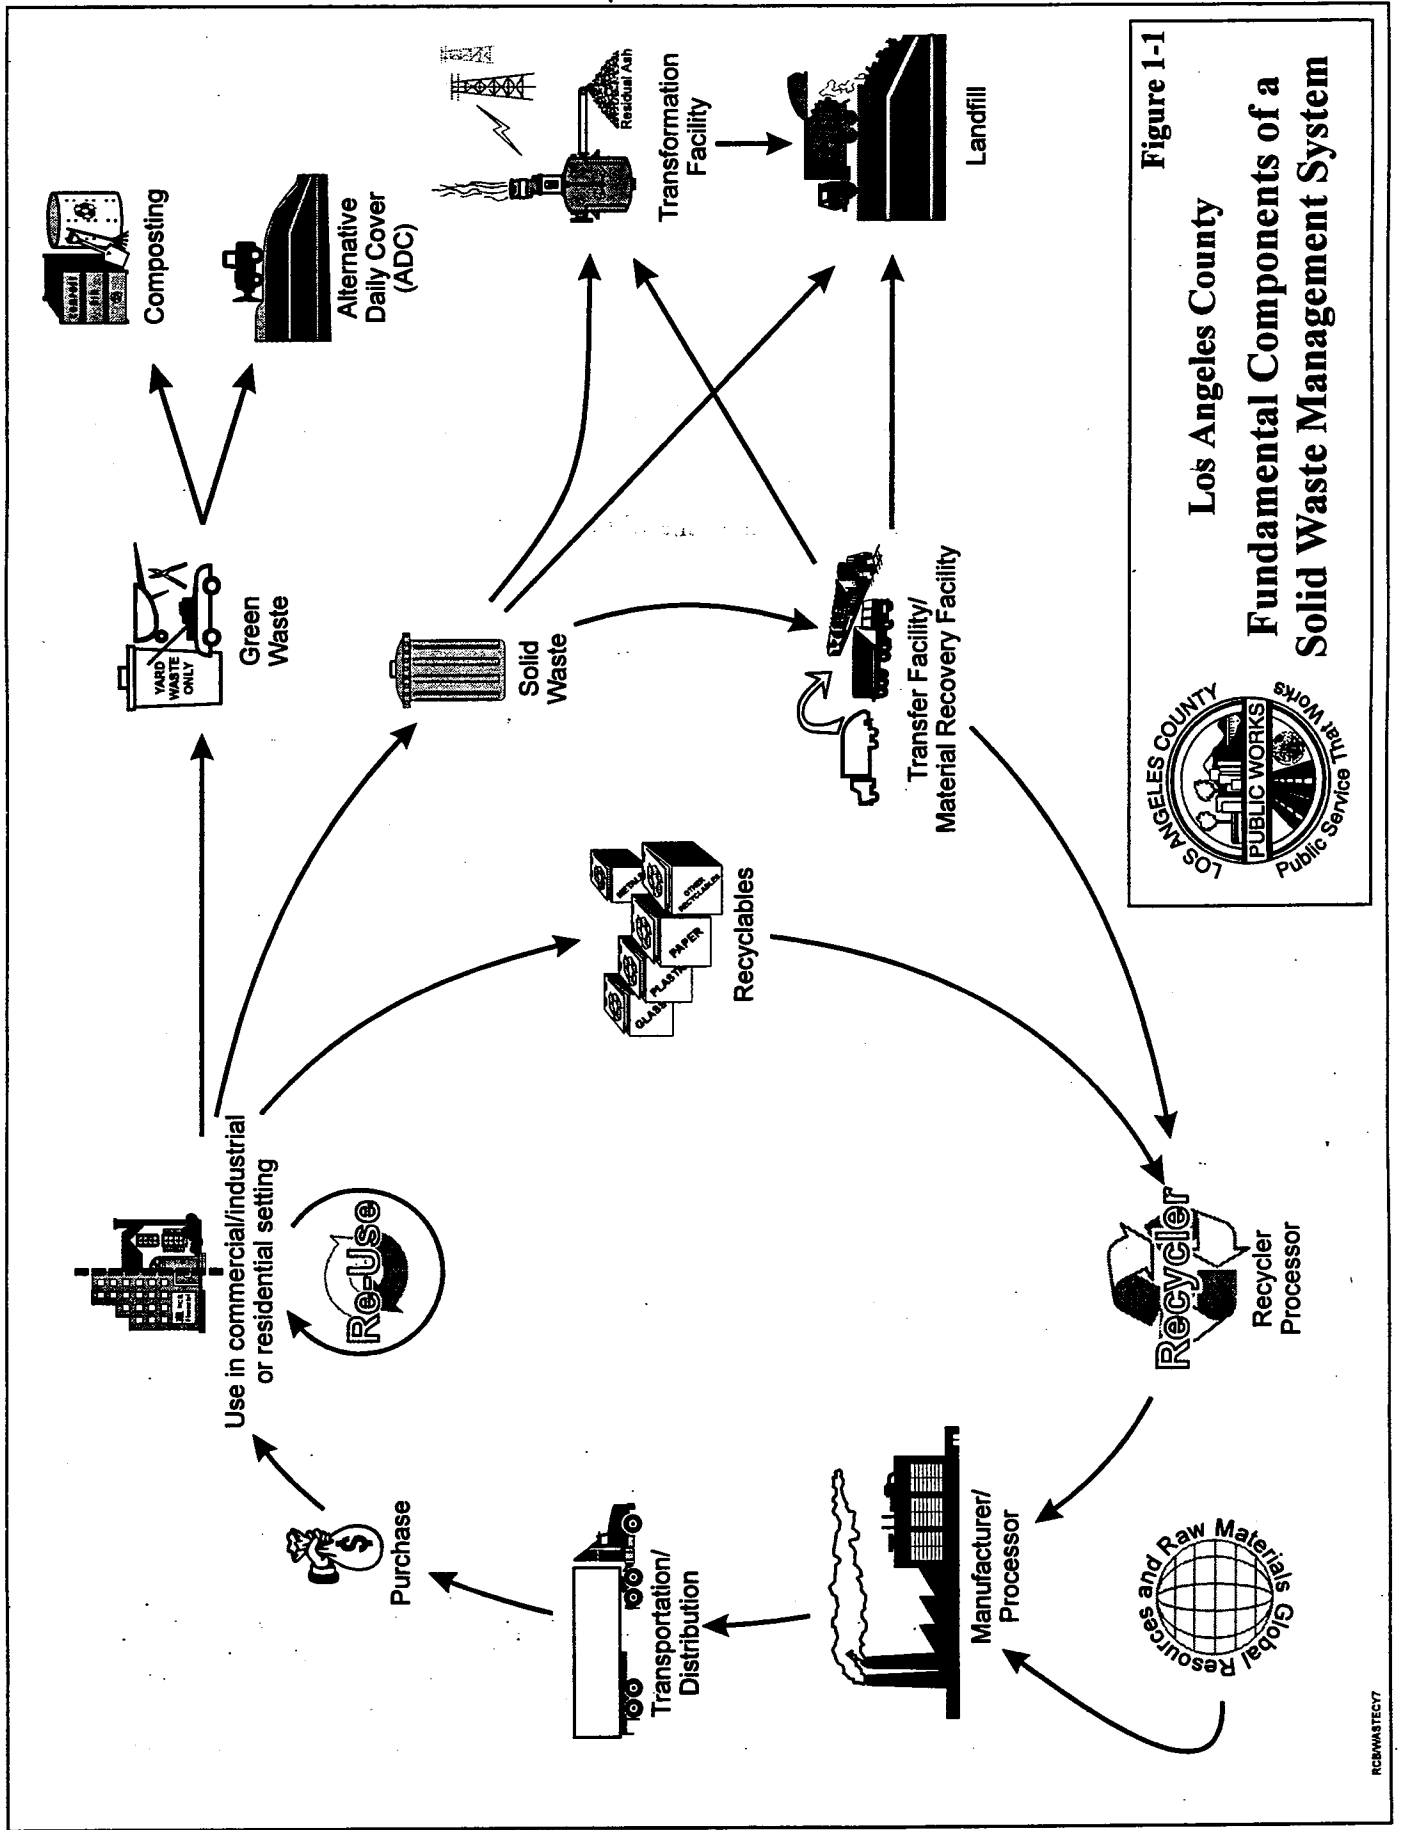 Use in commercial/industrial
or residential setting
Re-Use
Purchase
Transportation/
Distribution
Manufacturer/
Processor
Global Resources and Raw Materials
Recycler
Recycler
Processor
Recyclables
GLASS
PAPER
OTHER
RECYCLABLES
YARD
WASTE
ONLY
Green
Waste
Solid
Waste
Transfer Facility/
Material Recovery Facility
Composting
Alternative
Daily Cover
(ADC)
Residual Ash
Transformation
Facility
Landfill
RCB/WASTECY7
LOS ANGELES COUNTY
PUBLIC WORKS
Public Service That Works
Figure 1-1
Los Angeles County
Fundamental Components of a
Solid Waste Management System